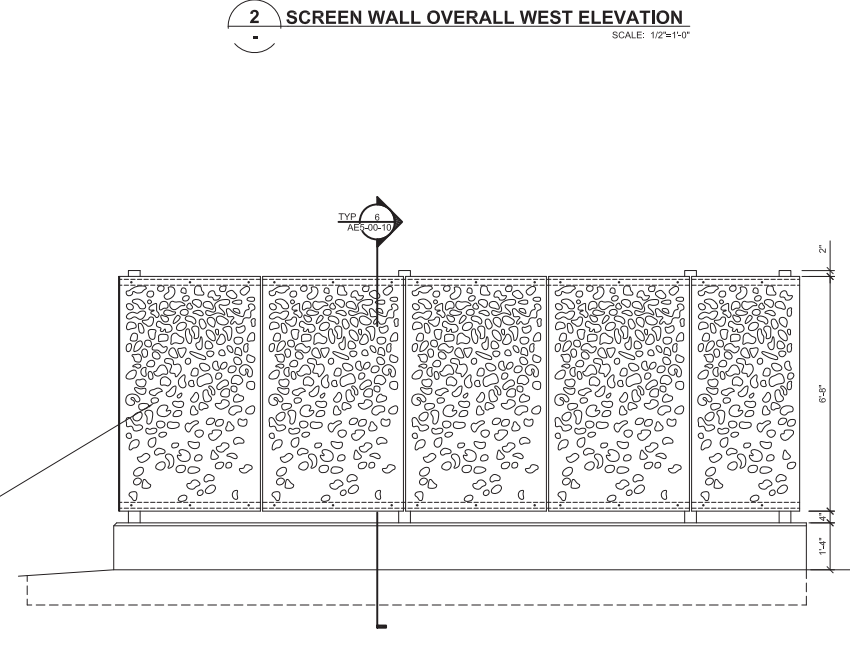 2 SCREEN WALL OVERALL WEST ELEVATION
-
SCALE: 1/2"=1'-0"
TYP 6
AE5-00-10
2"
6'-8"
4"
1'-4"